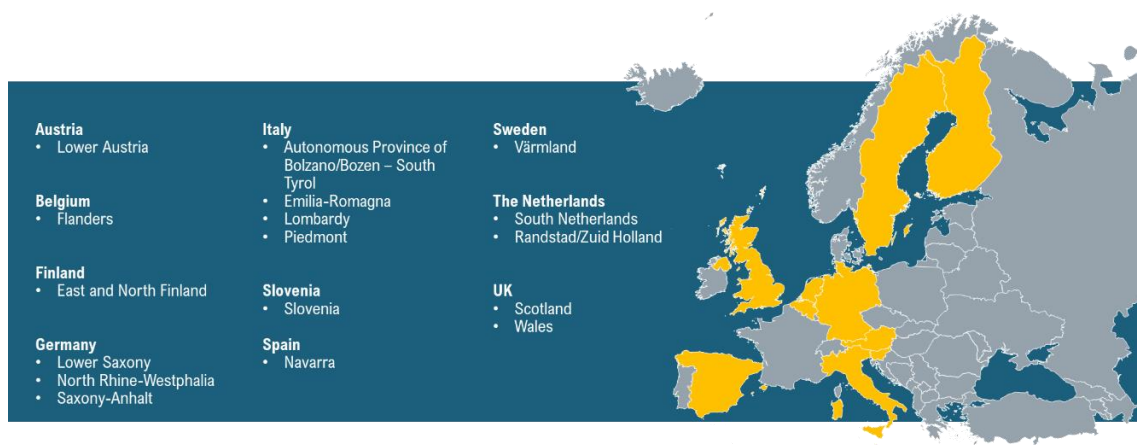 Austria
• Lower Austria
Belgium
• Flanders
Finland
• East and North Finland
Germany
• Lower Saxony
• North Rhine-Westphalia
• Saxony-Anhalt
Italy
• Autonomous Province of
Bolzano/Bozen – South
Tyrol
• Emilia-Romagna
• Lombardy
• Piedmont
Slovenia
• Slovenia
Spain
• Navarra
Sweden
• Värmland
The Netherlands
• South Netherlands
• Randstad/Zuid Holland
UK
• Scotland
• Wales